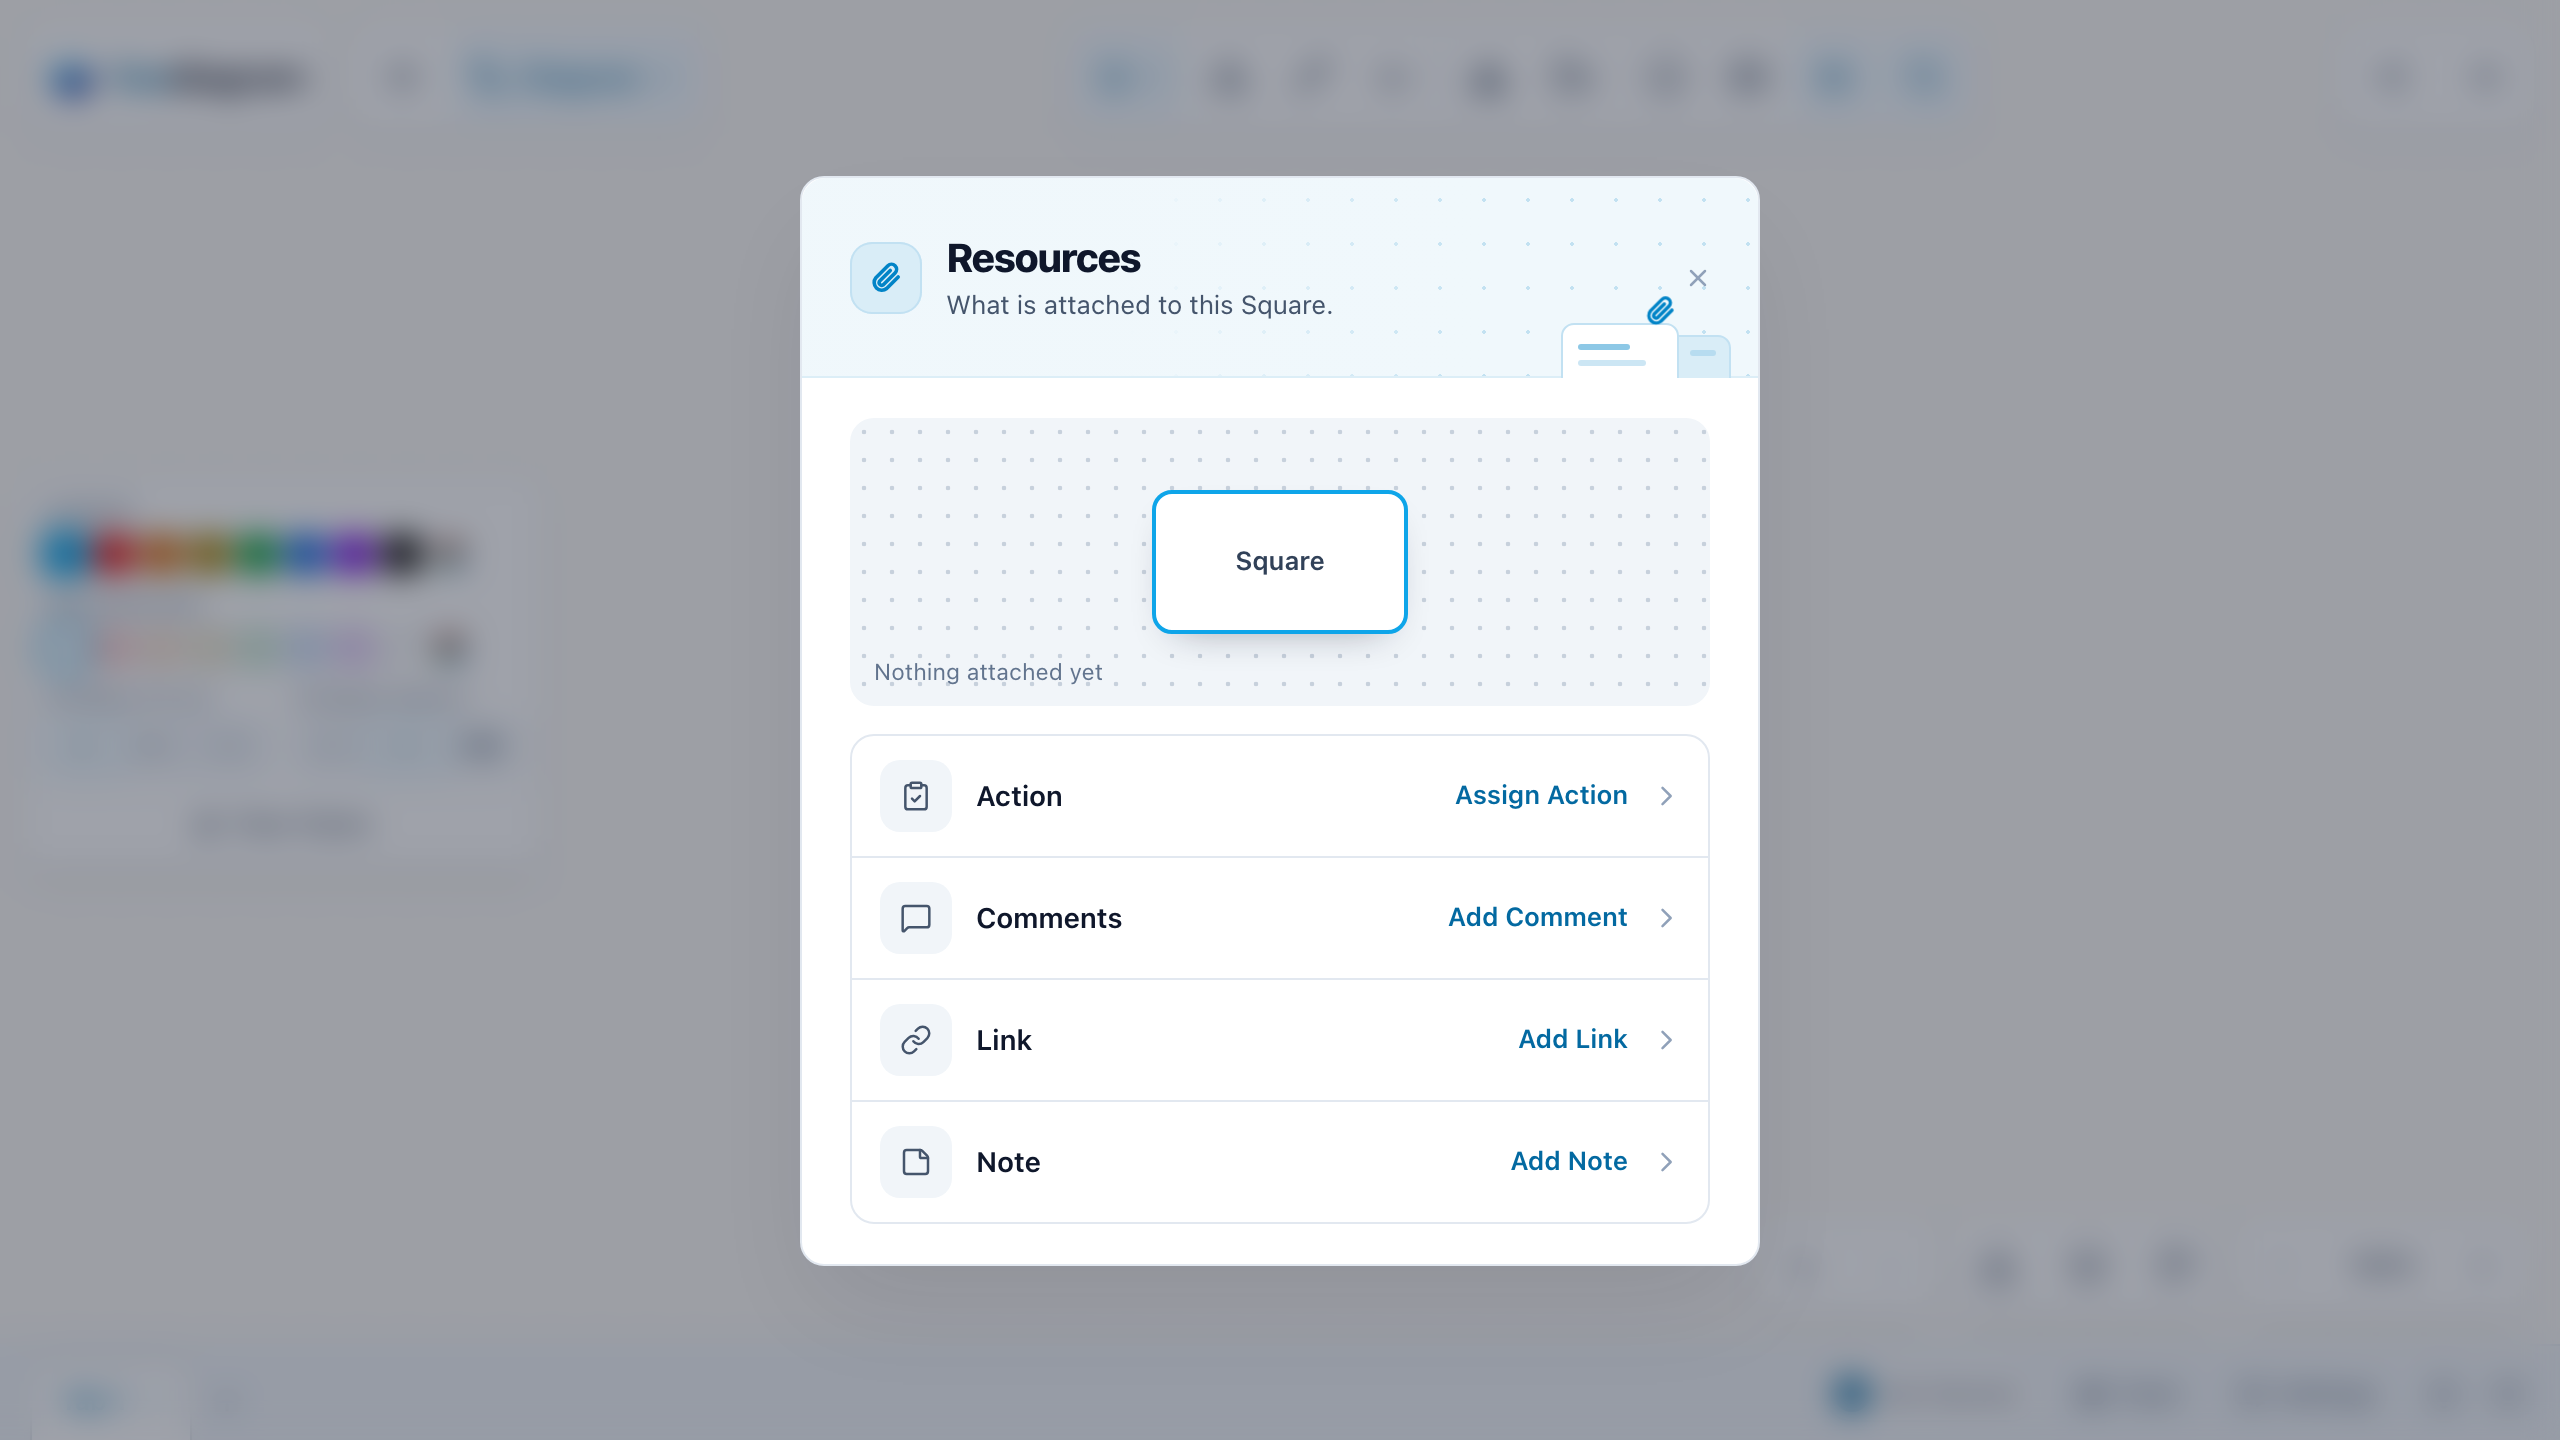 Resources
What is attached to this Square.
Square
Nothing attached yet
Action
Assign Action
Comments
Add Comment
Link
Add Link
Note
Add Note